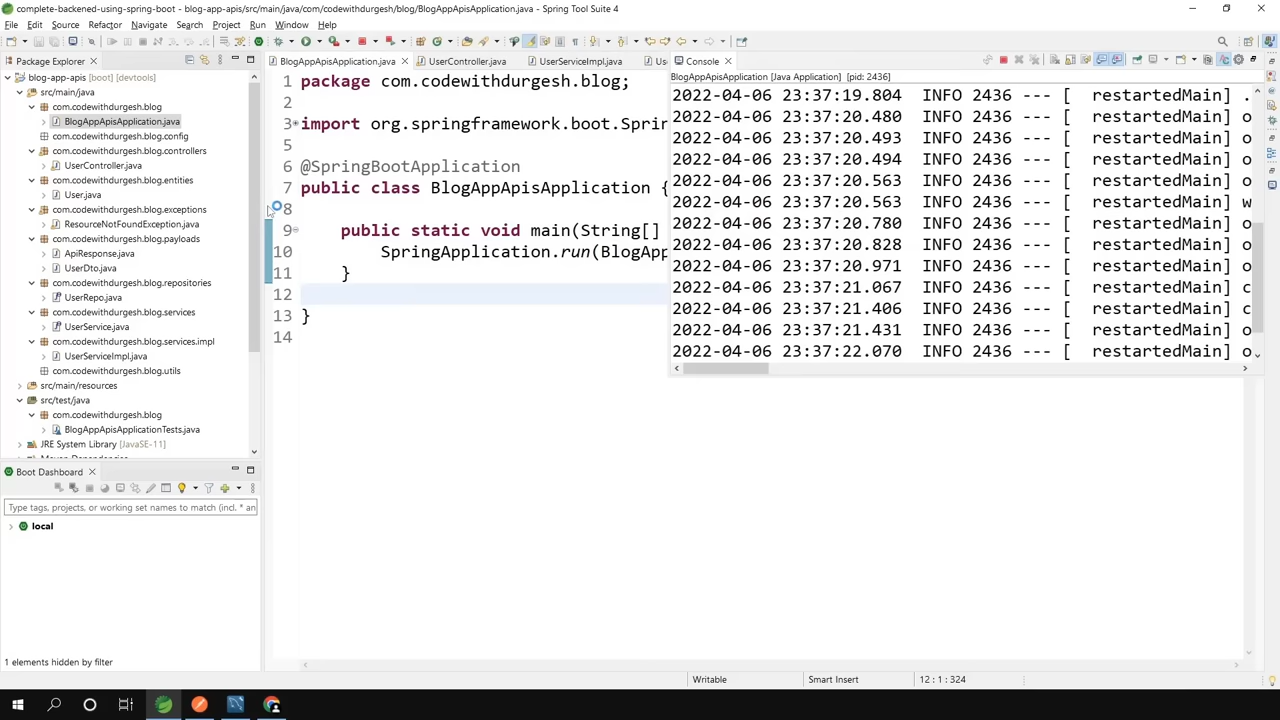 complete-backened-using-spring-boot - blog-app-apis/src/main/java/com/codewithdurgesh/blog/BlogAppApisApplication.java - Spring Tool Suite 4
File Edit Source Refactor Navigate Search Project Run Window Help
Package Explorer
blog-app-apis [boot] [devtools]
src/main/java
com.codewithdurgesh.blog
BlogAppApisApplication.java
com.codewithdurgesh.blog.config
com.codewithdurgesh.blog.controllers
UserController.java
com.codewithdurgesh.blog.entities
User.java
com.codewithdurgesh.blog.exceptions
ResourceNotFoundException.java
com.codewithdurgesh.blog.payloads
ApiResponse.java
UserDto.java
com.codewithdurgesh.blog.repositories
UserRepo.java
com.codewithdurgesh.blog.services
UserService.java
com.codewithdurgesh.blog.services.impl
UserServiceImpl.java
com.codewithdurgesh.blog.utils
src/main/resources
src/test/java
com.codewithdurgesh.blog
BlogAppApisApplicationTests.java
JRE System Library [JavaSE-11]
Boot Dashboard
Type tags, projects, or working set names to match (incl. * an
local
1 elements hidden by filter
BlogAppApisApplication.java UserController.java UserServiceImpl.java Us
1 package com.codewithdurgesh.blog;
2
3 import org.springframework.boot.Sprin
5
6 @SpringBootApplication
7 public class BlogAppApisApplication {
8
9 public static void main(String[]
10 SpringApplication.run(BlogApp
11 }
12
13 }
14
Console
BlogAppApisApplication [Java Application] [pid: 2436]
2022-04-06 23:37:19.804 INFO 2436 --- [ restartedMain] .
2022-04-06 23:37:20.480 INFO 2436 --- [ restartedMain] o
2022-04-06 23:37:20.493 INFO 2436 --- [ restartedMain] o
2022-04-06 23:37:20.494 INFO 2436 --- [ restartedMain] o
2022-04-06 23:37:20.563 INFO 2436 --- [ restartedMain] o
2022-04-06 23:37:20.563 INFO 2436 --- [ restartedMain] w
2022-04-06 23:37:20.780 INFO 2436 --- [ restartedMain] o
2022-04-06 23:37:20.828 INFO 2436 --- [ restartedMain] o
2022-04-06 23:37:20.971 INFO 2436 --- [ restartedMain] o
2022-04-06 23:37:21.067 INFO 2436 --- [ restartedMain] c
2022-04-06 23:37:21.406 INFO 2436 --- [ restartedMain] c
2022-04-06 23:37:21.431 INFO 2436 --- [ restartedMain] o
2022-04-06 23:37:22.070 INFO 2436 --- [ restartedMain] o
Writable Smart Insert 12 : 1 : 324